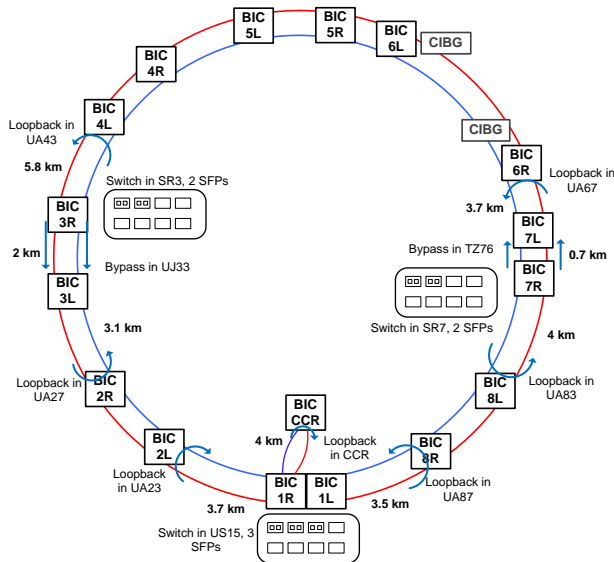 BIC
5L
BIC
5R
BIC
6L
CIBG
BIC
4R
BIC
4L
Loopback in
UA43
CIBG
BIC
6R
Loopback in
UA67
5.8 km
Switch in SR3, 2 SFPs
BIC
3R
3.7 km
BIC
7L
2 km
Bypass in UJ33
Bypass in TZ76
0.7 km
BIC
7R
BIC
3L
3.1 km
Switch in SR7, 2 SFPs
4 km
Loopback in
UA27
BIC
2R
BIC
8L
Loopback in
UA83
BIC
CCR
BIC
2L
4 km
Loopback
in CCR
BIC
8R
Loopback
in UA23
Loopback
in UA87
3.7 km
BIC
1R
BIC
1L
3.5 km
Switch in US15, 3
SFPs